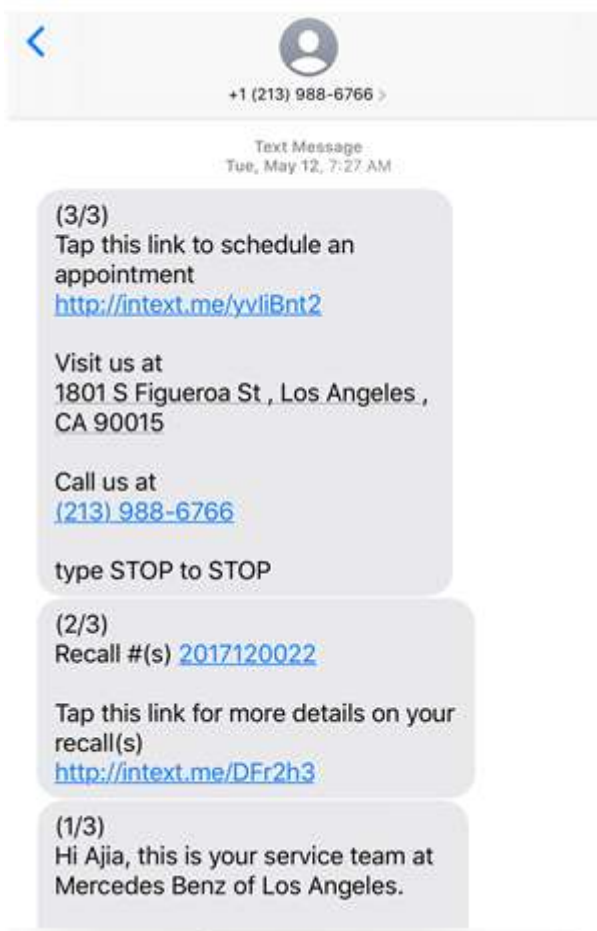 +1 (213) 988-6766 >
Text Message
Tue, May 12, 7:27 AM
(3/3)
Tap this link to schedule an
appointment
http://intext.me/yvIiBnt2
Visit us at
1801 S Figueroa St , Los Angeles ,
CA 90015
Call us at
(213) 988-6766
type STOP to STOP
(2/3)
Recall #(s) 2017120022
Tap this link for more details on your
recall(s)
http://intext.me/DFr2h3
(1/3)
Hi Ajia, this is your service team at
Mercedes Benz of Los Angeles.